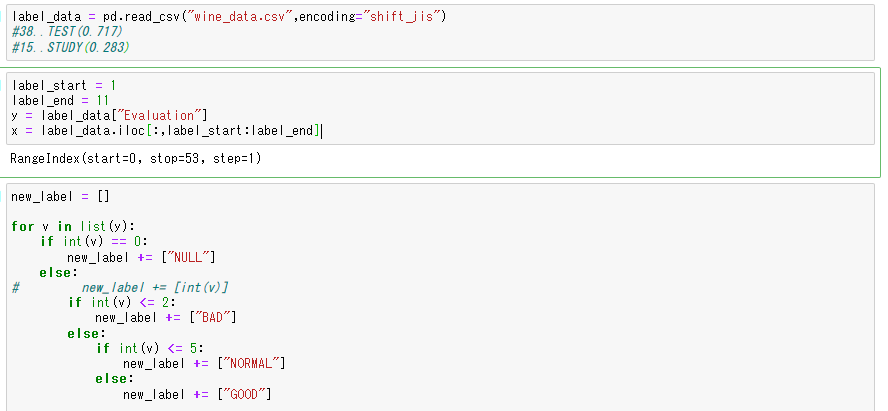 label_data = pd.read_csv("wine_data.csv",encoding="shift_jis")
#38..TEST(0.717)
#15..STUDY(0.283)
label_start = 1
label_end = 11
y = label_data["Evaluation"]
x = label_data.iloc[:,label_start:label_end]
RangeIndex(start=0, stop=53, step=1)
new_label = []
for v in list(y):
    if int(v) == 0:
        new_label += ["NULL"]
    else:
#        new_label += [int(v)]
        if int(v) <= 2:
            new_label += ["BAD"]
        else:
            if int(v) <= 5:
                new_label += ["NORMAL"]
            else:
                new_label += ["GOOD"]